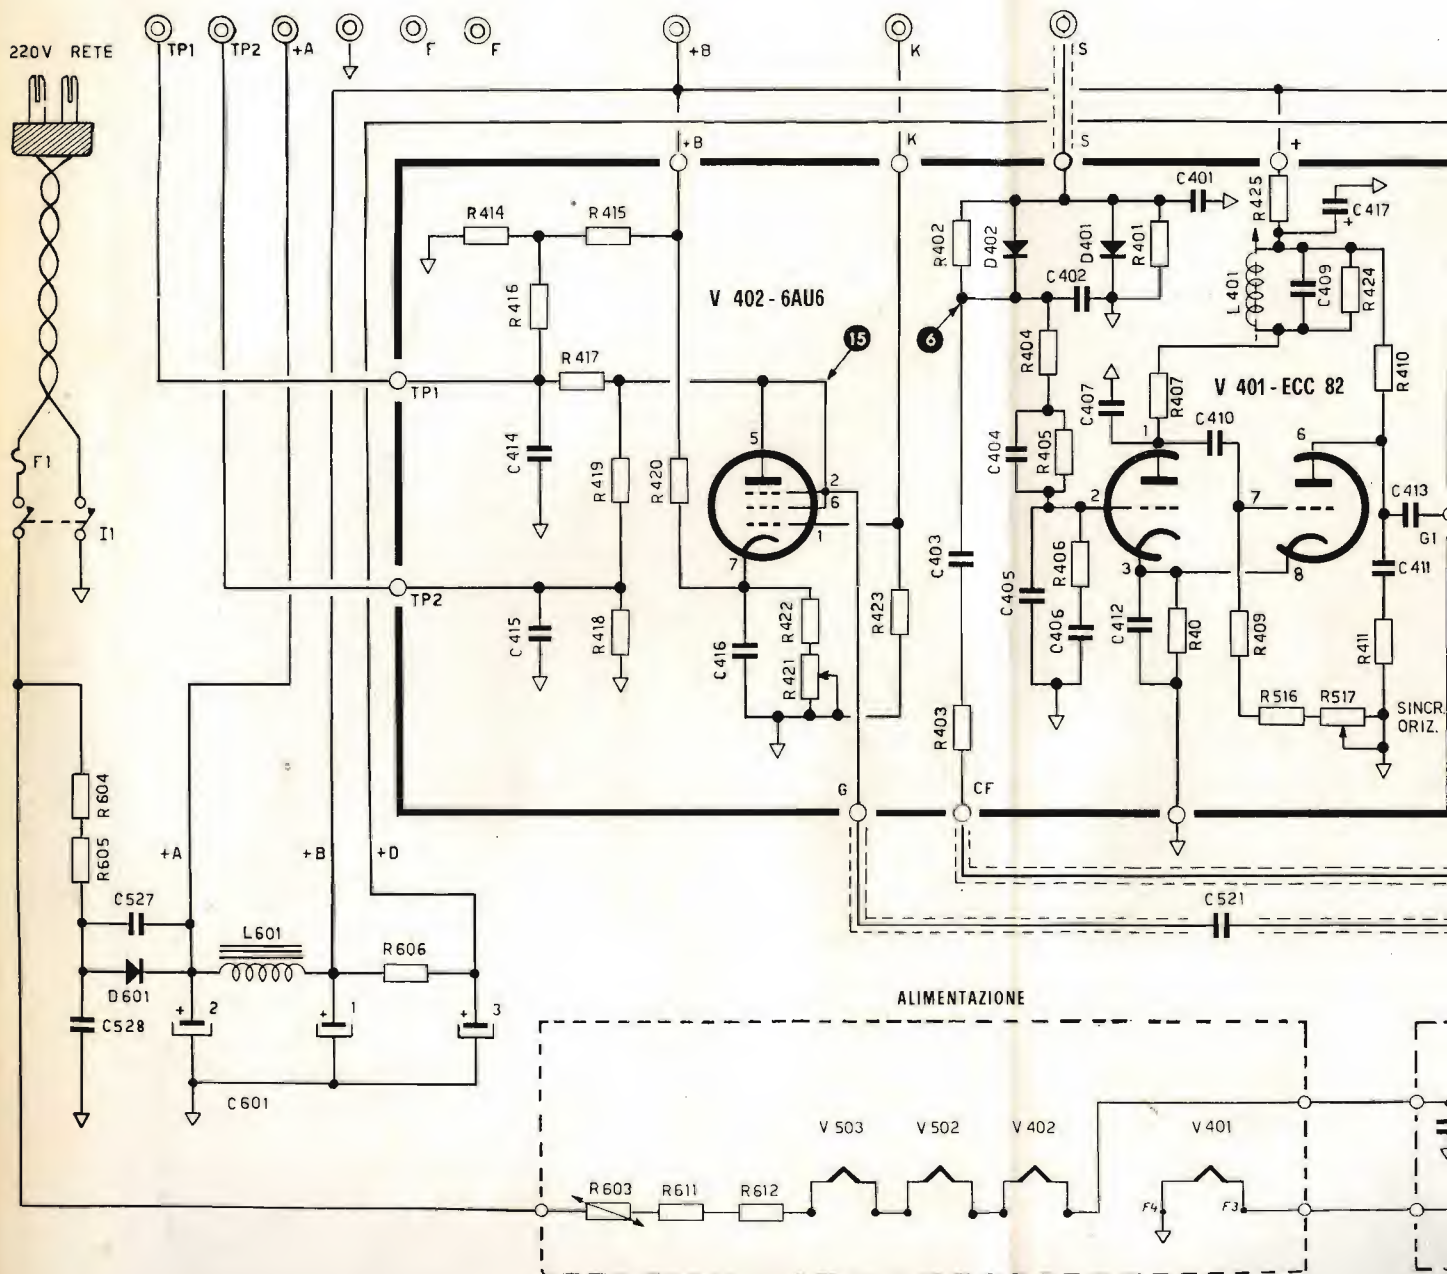 220V RETE
TP1
TP2
+A
F
F
+B
K
S
+B
K
S
+
R414
R415
R416
R417
V 402 - 6AU6
15
6
R402
D402
D401
R401
C401
C402
R425
C417
L401
C409
R424
R404
C407
R407
V 401 - ECC 82
R410
C410
C404
R405
1
6
7
2
3
8
C413
G1
C411
R411
TP1
C414
R419
R420
5
2
6
1
7
F1
I1
TP2
C415
R418
C416
R422
R421
R423
C403
C405
R406
C406
C412
R40
R409
R516
R517
SINCR.
ORIZ.
R403
G
CF
R604
R605
+A
+B
+D
C527
L601
R606
D601
C528
+
2
+
1
+
3
C601
C521
ALIMENTAZIONE
V 503
V 502
V 402
V 401
R603
R611
R612
F4
F3